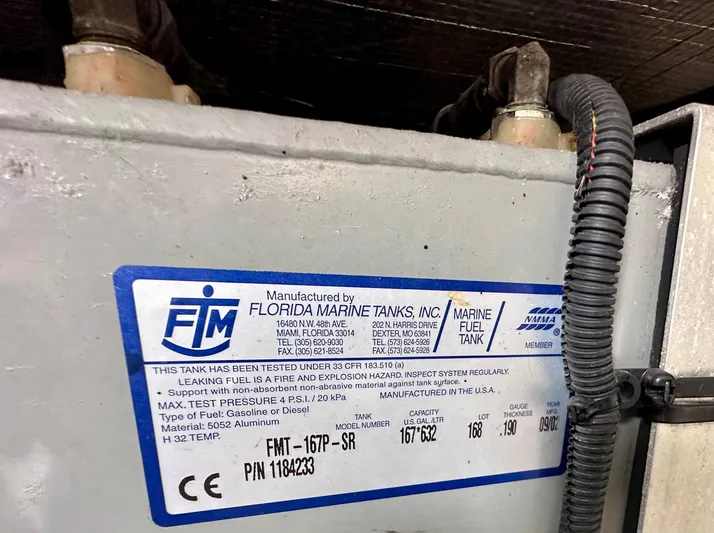 FTM
Manufactured by
FLORIDA MARINE TANKS, INC.
16480 N.W. 48th AVE.
MIAMI, FLORIDA 33014
TEL. (305) 620-9030
FAX. (305) 621-8524
202 N. HARRIS DRIVE
DEXTER, MO 63841
TEL. (573) 624-5926
FAX. (573) 624-5928
MARINE
FUEL
TANK
NMMA
MEMBER
THIS TANK HAS BEEN TESTED UNDER 33 CFR 183.510 (a)
LEAKING FUEL IS A FIRE AND EXPLOSION HAZARD. INSPECT SYSTEM REGULARLY.
• Support with non-absorbent non-abrasive material against tank surface. •
MAX. TEST PRESSURE 4 P.S.I. / 20 kPa MANUFACTURED IN THE U.S.A.
Type of Fuel: Gasoline or Diesel
Material: 5052 Aluminum
H 32 TEMP.
TANK
MODEL NUMBER
FMT-167P-SR
P/N 1184233
CAPACITY
U.S. GAL./LTR
167*632
LOT
168
GAUGE
THICKNESS
.190
YEAR
MFG.
09/02
CE